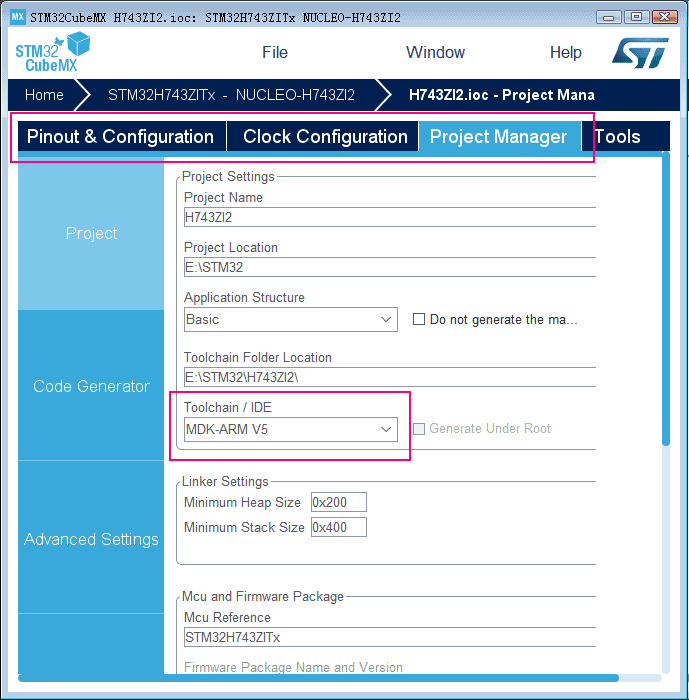 MX STM32CubeMX H743ZI2.ioc: STM32H743ZITx NUCLEO-H743ZI2
STM32
CubeMX
File Window Help
Home STM32H743ZITx - NUCLEO-H743ZI2 H743ZI2.ioc - Project Mana
Pinout & Configuration Clock Configuration Project Manager Tools
Project
Code Generator
Advanced Settings
Project Settings
Project Name
H743ZI2
Project Location
E:\STM32
Application Structure
Basic Do not generate the ma...
Toolchain Folder Location
E:\STM32\H743ZI2\
Toolchain / IDE
MDK-ARM V5 Generate Under Root
Linker Settings
Minimum Heap Size 0x200
Minimum Stack Size 0x400
Mcu and Firmware Package
Mcu Reference
STM32H743ZITx
Firmware Package Name and Version